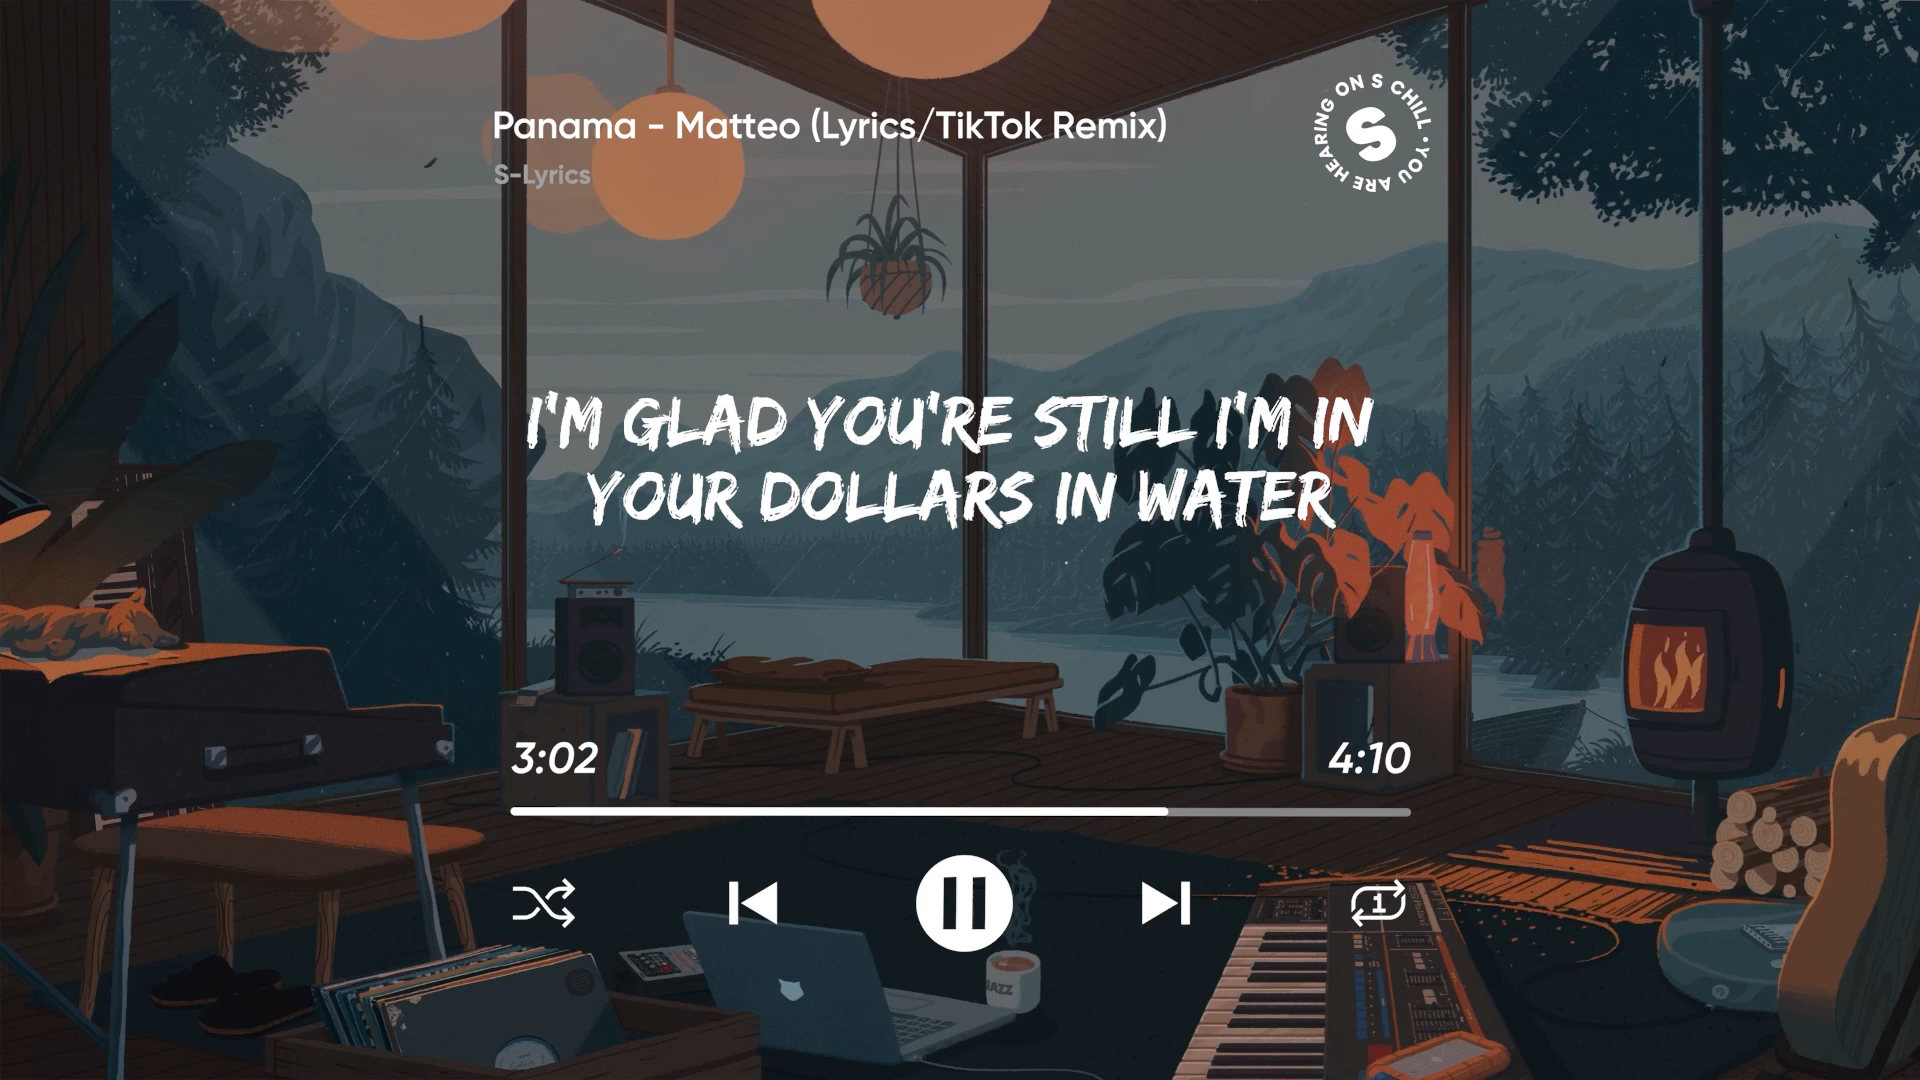 Panama - Matteo (Lyrics/TikTok Remix)
S-Lyrics
YOU ARE HEARING ON S CHILL •
S
I'M GLAD YOU'RE STILL I'M IN
YOUR DOLLARS IN WATER
3:02
4:10
1
JAZZ